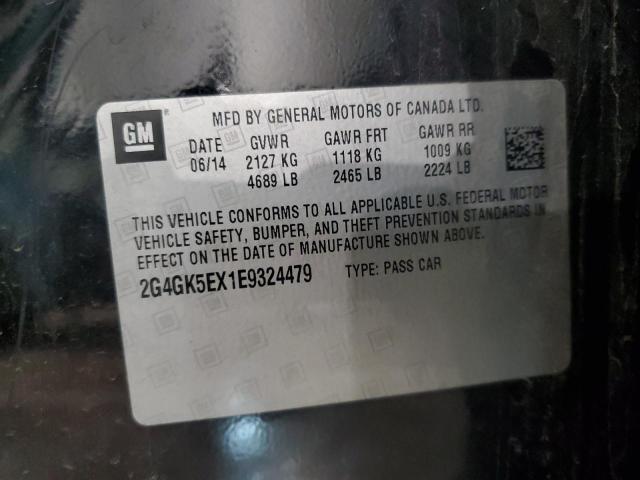 MFD BY GENERAL MOTORS OF CANADA LTD.
GM
DATE GVWR GAWR FRT GAWR RR
06/14 2127 KG 1118 KG 1009 KG
4689 LB 2465 LB 2224 LB
THIS VEHICLE CONFORMS TO ALL APPLICABLE U.S. FEDERAL MOTOR
VEHICLE SAFETY, BUMPER, AND THEFT PREVENTION STANDARDS IN
EFFECT ON THE DATE OF MANUFACTURE SHOWN ABOVE.
2G4GK5EX1E9324479 TYPE: PASS CAR